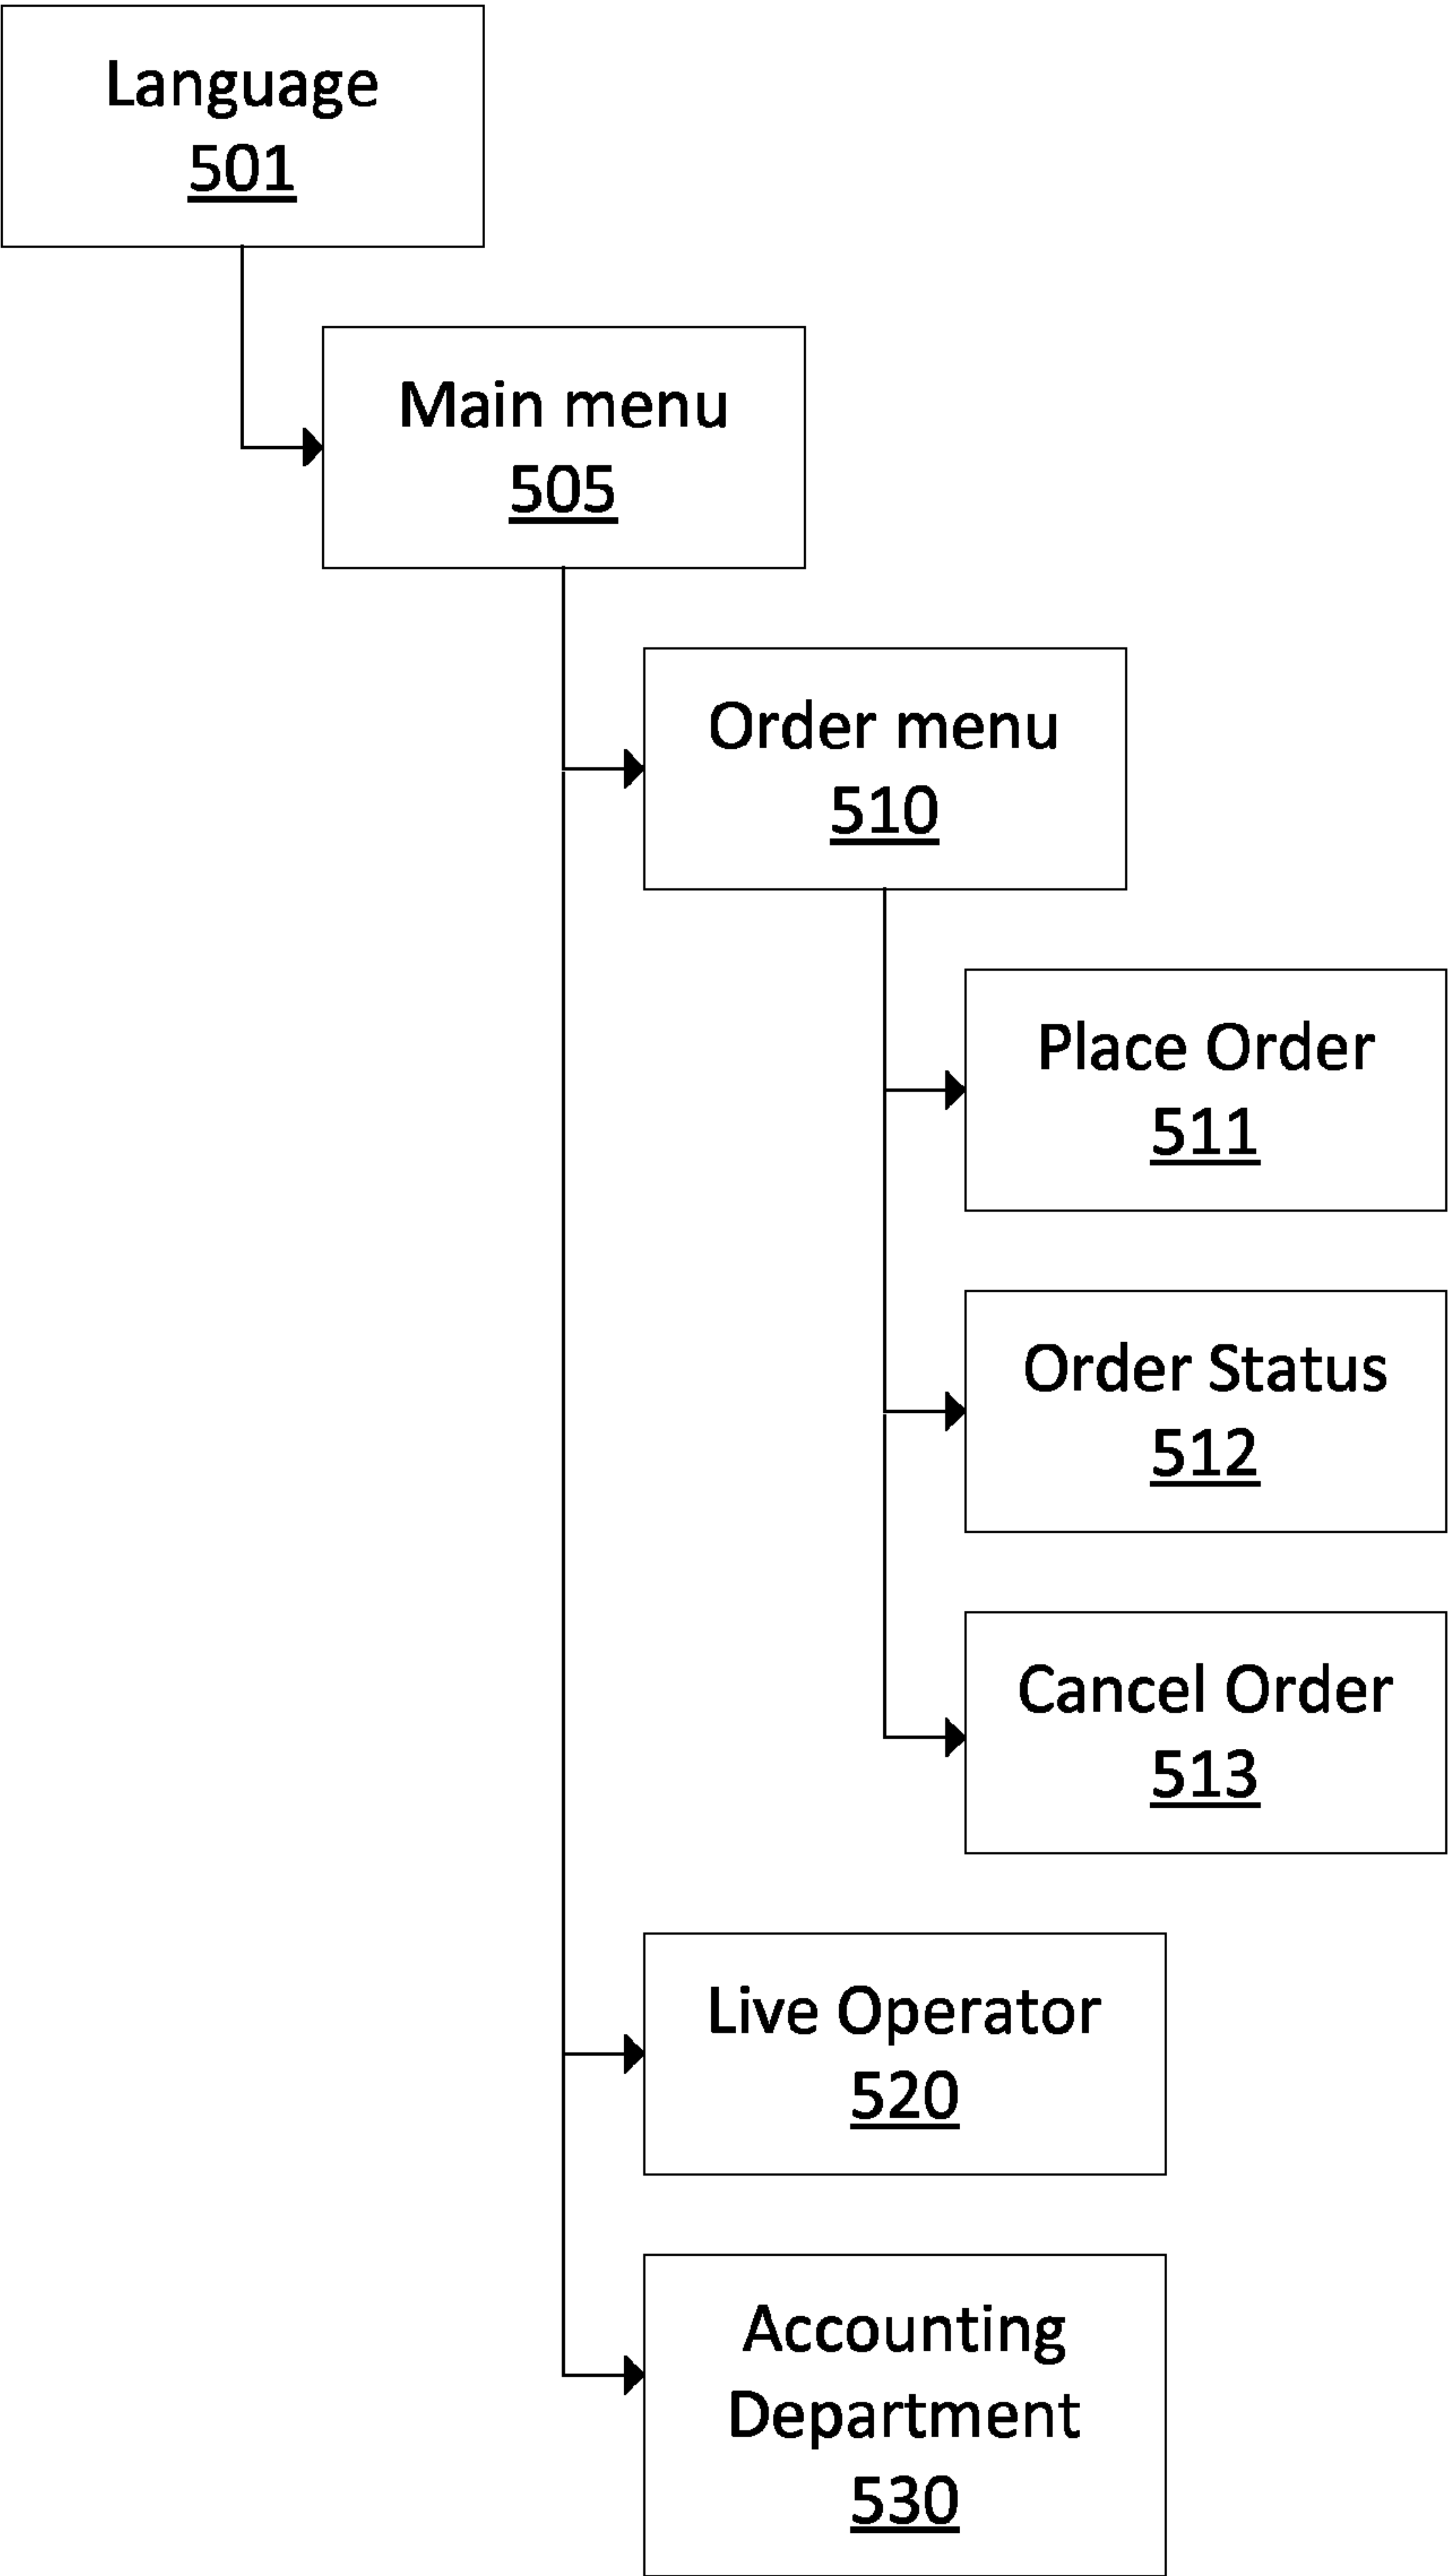 Language
501
Main menu
505
Order menu
510
Place Order
511
Order Status
512
Cancel Order
513
Live Operator
520
Accounting
Department
530